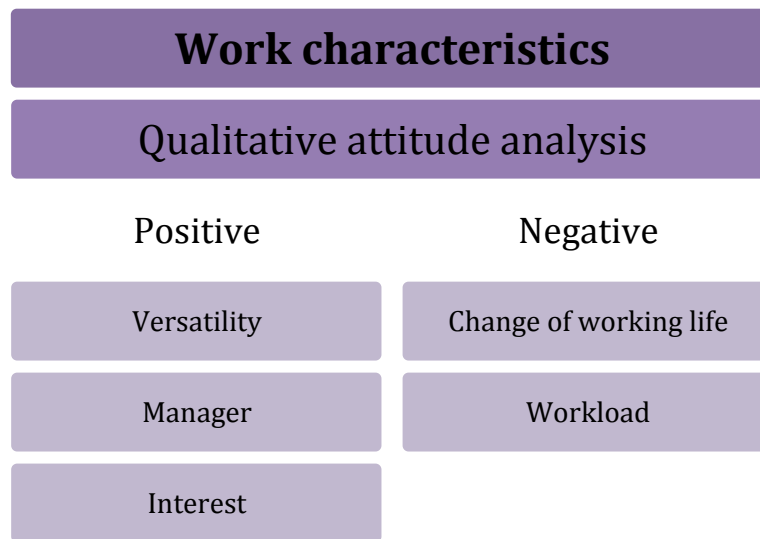 Work characteristics
Qualitative attitude analysis
Positive
Negative
Versatility
Change of working life
Manager
Workload
Interest